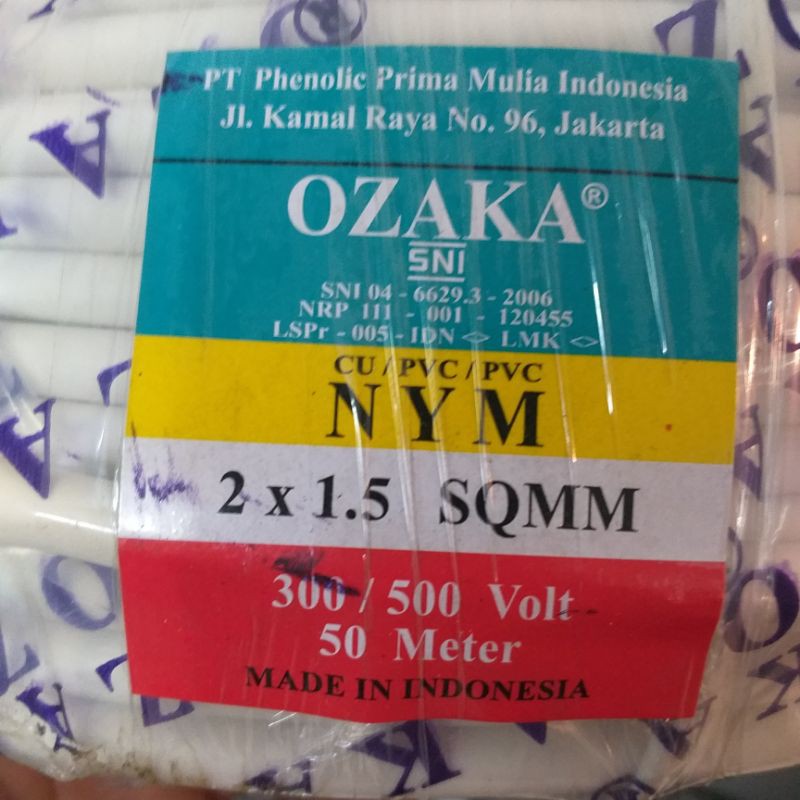 PT Phenolic Prima Mulia Indonesia
Jl. Kamal Raya No. 96, Jakarta
OZAKA®
SNI
SNI 04 - 6629.3 - 2006
NRP 111 - 001 - 120455
LSPr - 005 - IDN <> LMK <>
CU / PVC / PVC
NYM
2 x 1.5 SQMM
300 / 500 Volt
50 Meter
MADE IN INDONESIA